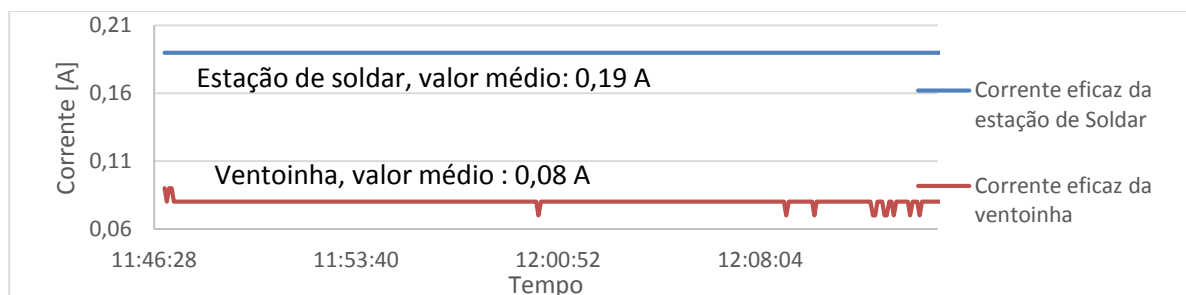 0,21
0,16
0,11
0,06
Corrente [A]
Estação de soldar, valor médio: 0,19 A
Ventoinha, valor médio : 0,08 A
11:46:28
11:53:40
12:00:52
12:08:04
Tempo
Corrente eficaz da
estação de Soldar
Corrente eficaz da
ventoinha